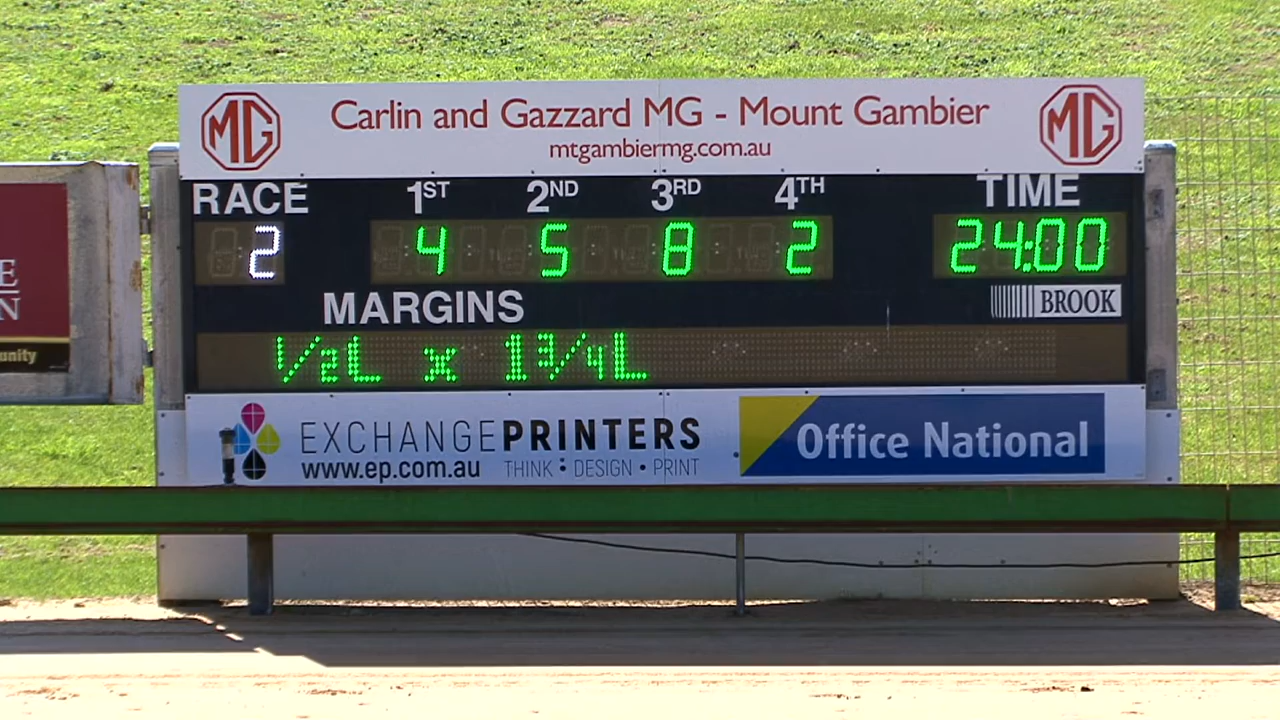 MG
Carlin and Gazzard MG - Mount Gambier
MG
mtgambiermg.com.au
RACE 1ST 2ND 3RD 4TH TIME
2 4 5 8 2 24:00
MARGINS
BROOK
½L x 1¾L
E
N
unity
EXCHANGEPRINTERS
www.ep.com.au THINK : DESIGN • PRINT
Office National